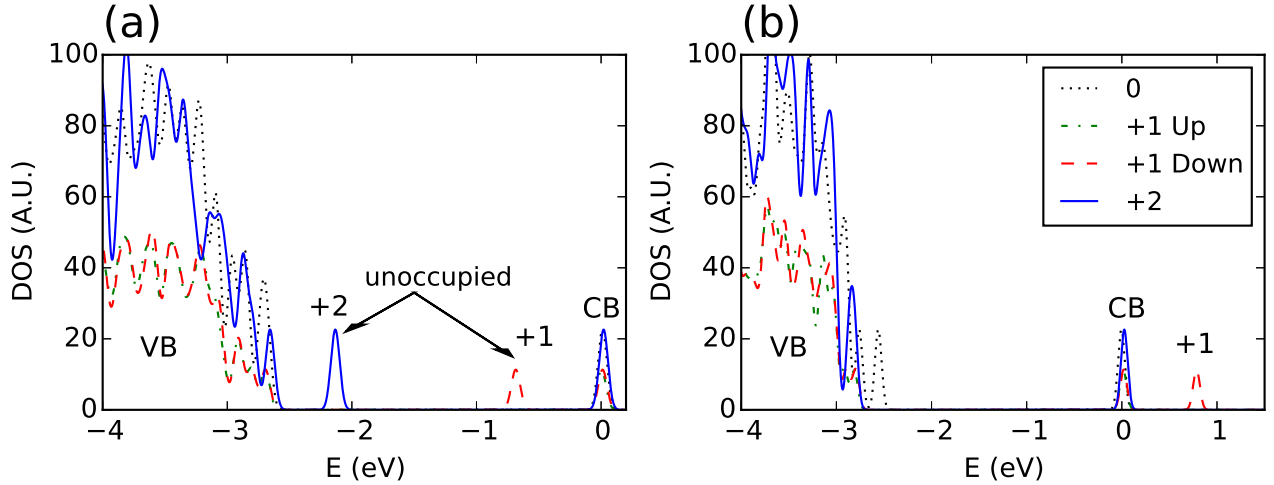 (a)
100
80
60
40
20
0
DOS (A.U.)
unoccupied
+2
+1
CB
VB
−4
−3
−2
−1
0
E (eV)
(b)
100
80
60
40
20
0
DOS (A.U.)
0
+1 Up
+1 Down
+2
CB
+1
VB
−4
−3
−2
−1
0
1
E (eV)